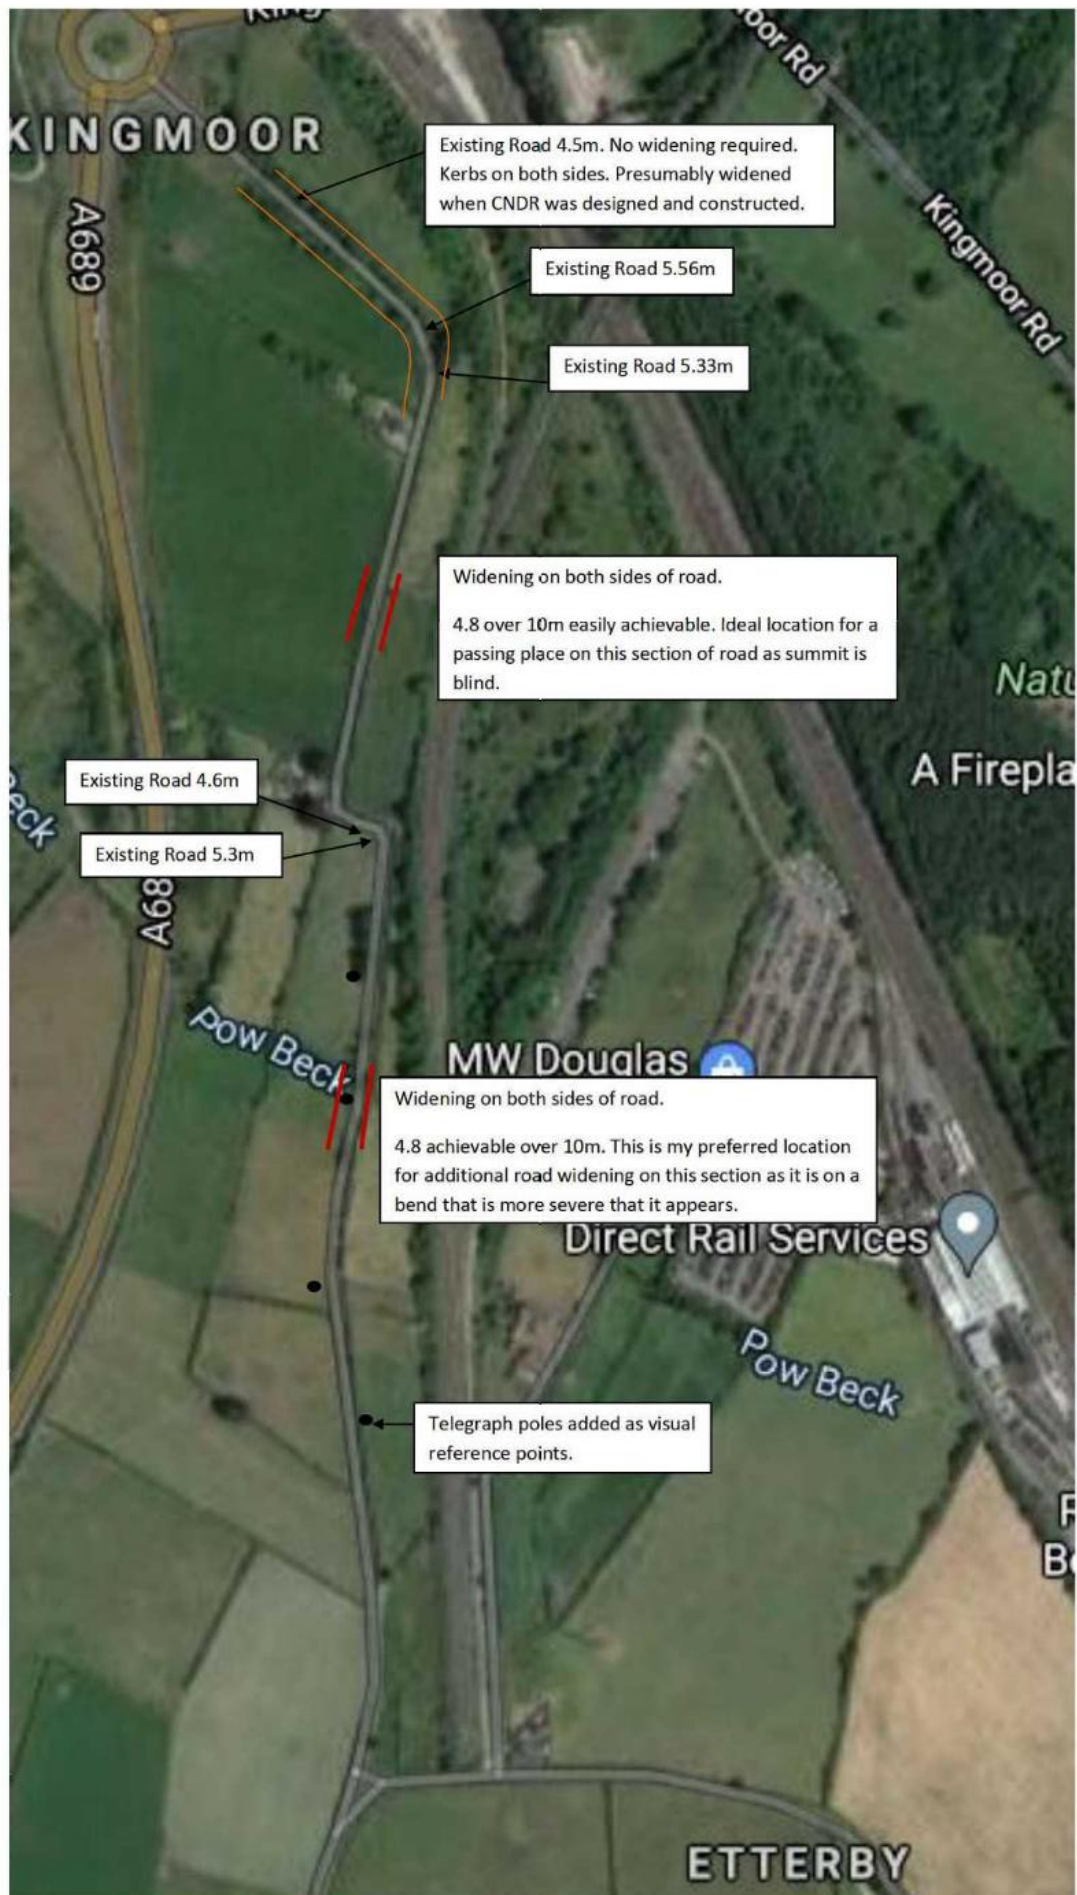 KINGMOOR
Existing Road 4.5m. No widening required.
Kerbs on both sides. Presumably widened
when CNDR was designed and constructed.
A689
Kingmoor Rd
Existing Road 5.56m
Existing Road 5.33m
Widening on both sides of road.
4.8 over 10m easily achievable. Ideal location for a
passing place on this section of road as summit is
blind.
Existing Road 4.6m
A Firepla
Existing Road 5.3m
Pow Beck
MW Douglas
Widening on both sides of road.
4.8 achievable over 10m. This is my preferred location
for additional road widening on this section as it is on a
bend that is more severe that it appears.
Direct Rail Services
Pow Beck
Telegraph poles added as visual
reference points.
ETTERBY